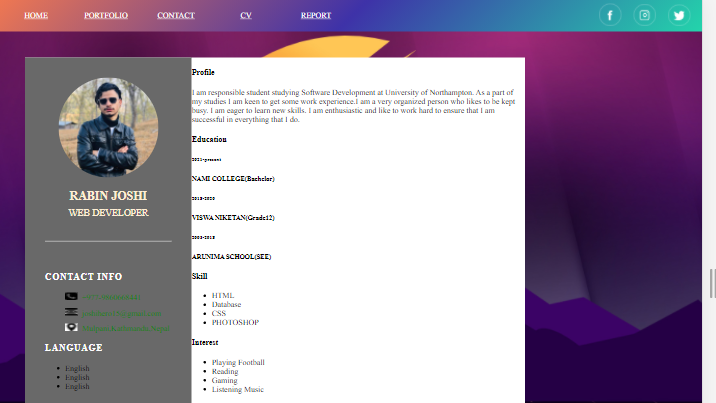 HOME PORTFOLIO CONTACT CV REPORT
RABIN JOSHI
WEB DEVELOPER
CONTACT INFO
LANGUAGE
English
English
English
Profile
I am responsible student studying Software Development at University of Northampton. As a part of
my studies I am keen to get some work experience.I am a very organized person who likes to be kept
busy. I am eager to learn new skills. I am enthusiastic and like to work hard to ensure that I am
successful in everything that I do.
Education
2021-present
NAMI COLLEGE(Bachelor)
2018-2020
VISWA NIKETAN(Grade12)
2005-2018
ARUNIMA SCHOOL(SEE)
Skill
HTML
Database
CSS
PHOTOSHOP
Interest
Playing Football
Reading
Gaming
Listening Music